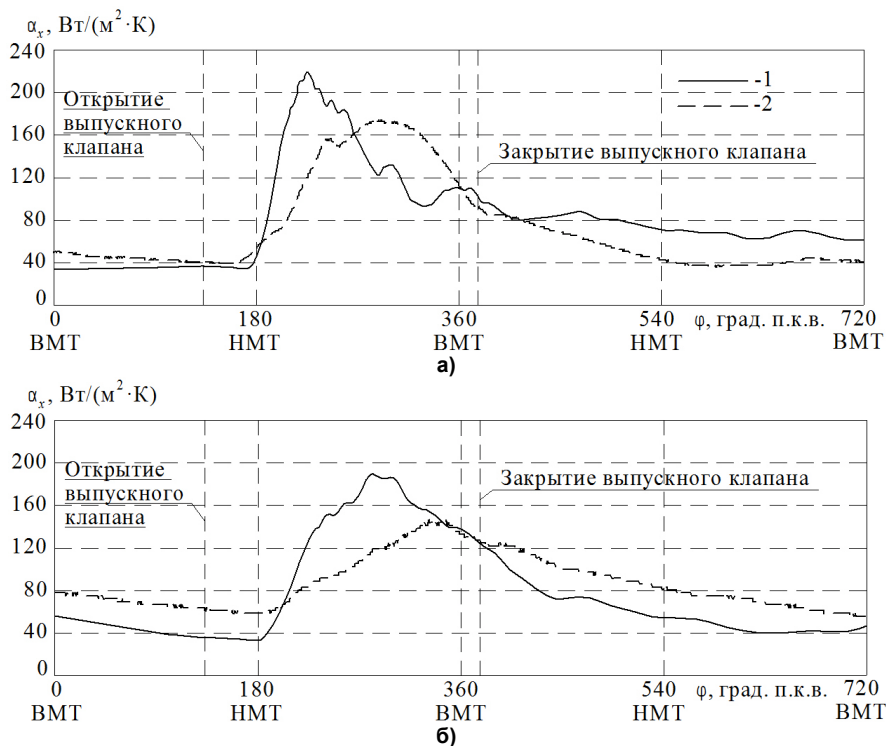 αx, Вт/(м²·К)
240
200
160
120
80
40
0
Открытие
выпускного
клапана
-1
-2
Закрытие выпускного клапана
0 180 360 540 φ, град. п.к.в. 720
ВМТ НМТ ВМТ НМТ ВМТ
а)
αx, Вт/(м²·К)
240
200
160
120
80
40
0
Открытие
выпускного
клапана
Закрытие выпускного клапана
0 180 360 540 φ, град. п.к.в. 720
ВМТ НМТ ВМТ НМТ ВМТ
б)